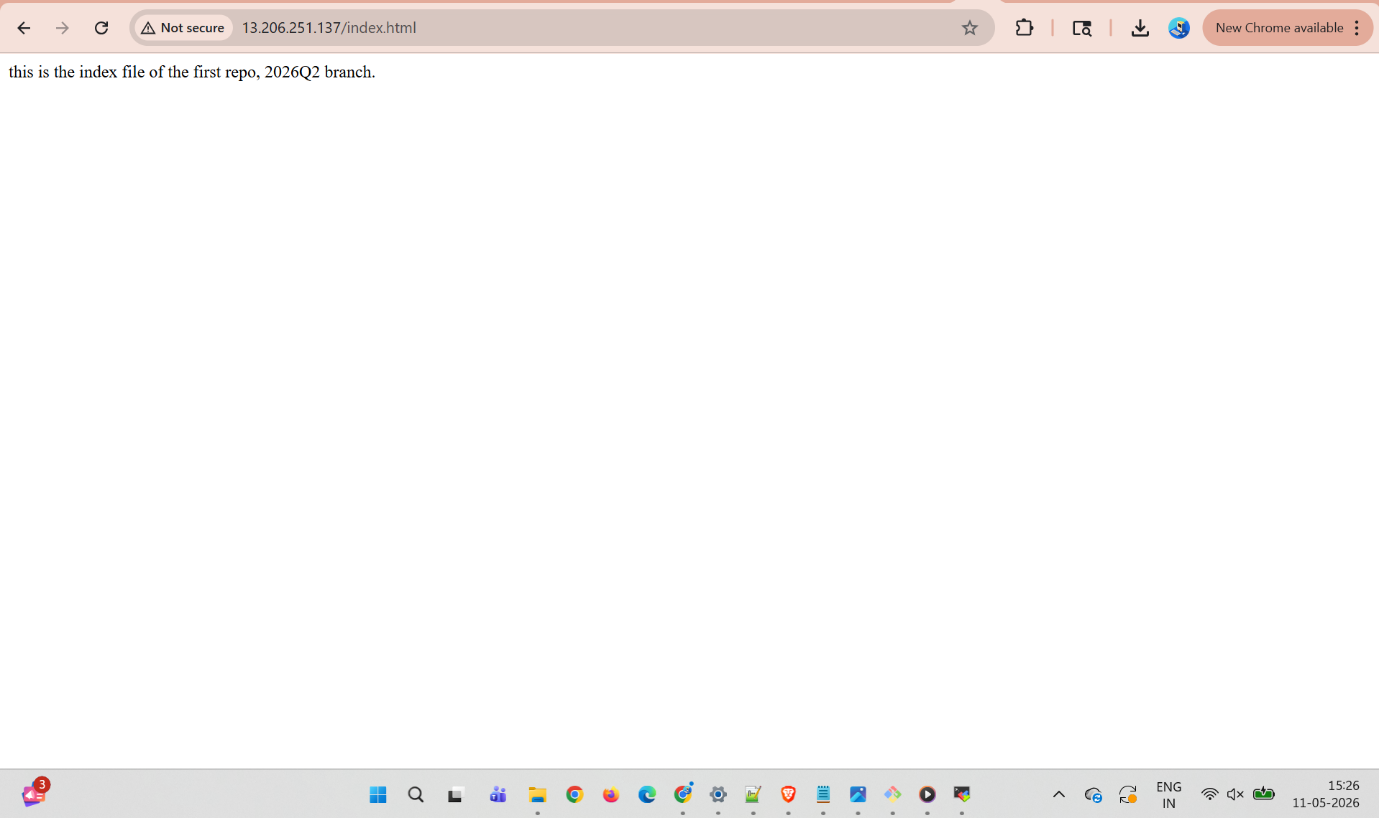 Not secure
13.206.251.137/index.html
New Chrome available
this is the index file of the first repo, 2026Q2 branch.
3
ENG
IN
15:26
11-05-2026